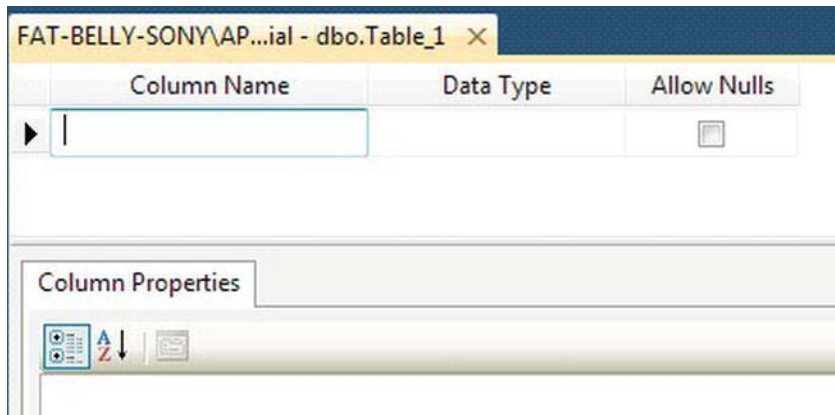 FAT-BELLY-SONY\AP...ial - dbo.Table_1
Column Name Data Type Allow Nulls
Column Properties
A
Z